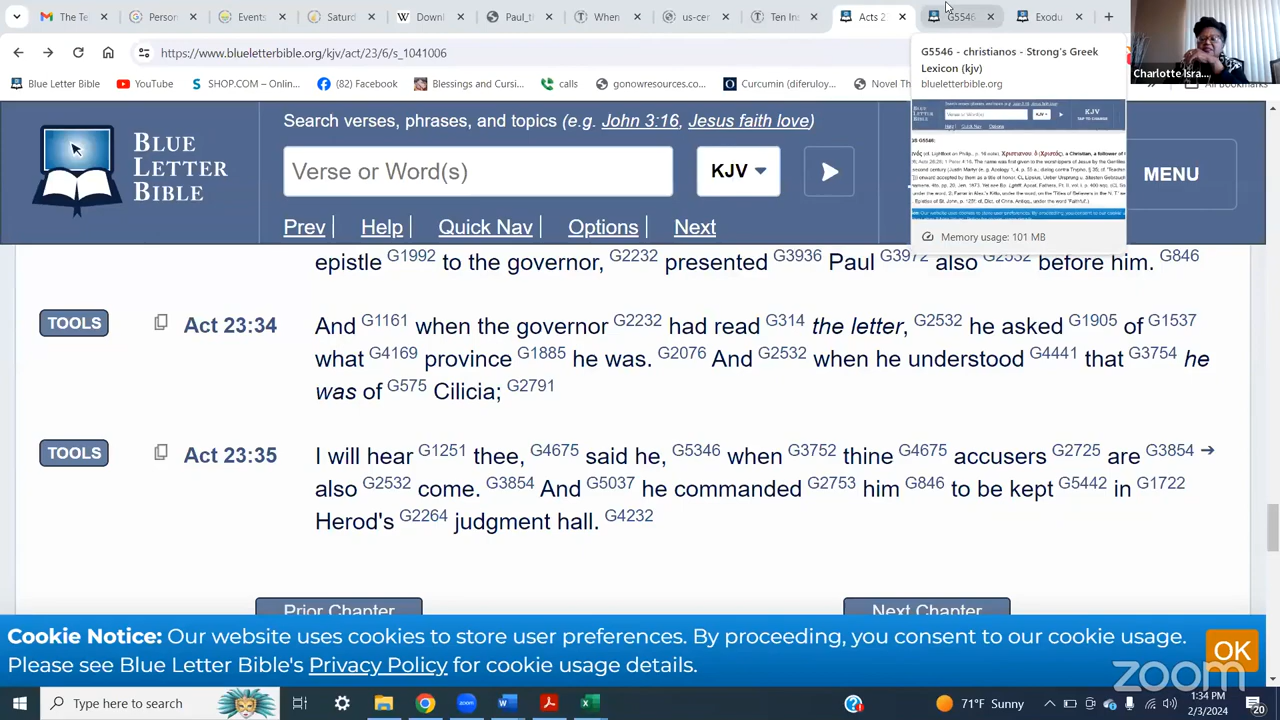 Meeti
Person
Events
Saturd
Downl
Paul_t
When
us-cer
Ten In
Acts 2
G5546
Exodu
https://www.blueletterbible.org/kjv/act/23/6/s_1041006
G5546 - christianos - Strong's Greek
Lexicon (kjv)
blueletterbible.org
Charlotte Isra...
Blue Letter Bible
YouTube
SoloCinema - Onlin...
(82) Facebook
Blessings and Curs...
calls
gonowresources - h...
Curcumin (diferuloy...
Novel Th
All Bookmarks
BLUE
LETTER
BIBLE
verses, phrases, and topics (e.g. John 3:16, Jesus faith love)
verse or word(s)
KJV
MENU
Quick Nav
Options
Next
Memory usage: 101 MB
epistle G1992 to the governor, G2232 presented G3936 Paul G3972 also G2532 before him. G846
TOOLS
Act 23:34
And G1161 when the governor G2232 had read G314 the letter, G2532 he asked G1905 of G1537
what G4169 province G1885 he was. G2076 And G2532 when he understood G4441 that G3754 he
was of G575 Cilicia; G2791
TOOLS
Act 23:35
I will hear G1251 thee, G4675 said he, G5346 when G3752 thine G4675 accusers G2725 are G3854 →
also G2532 come. G3854 And G5037 he commanded G2753 him G846 to be kept G5442 in G1722
Herod's G2264 judgment hall. G4232
Prior Chapter
Next Chapter
Cookie Notice: Our website uses cookies to store user preferences. By proceeding, you consent to our cookie usage.
Please see Blue Letter Bible's Privacy Policy for cookie usage details.
OK
zoom
Type here to search
zoom
71°F Sunny
1:34 PM
2/3/2024
20